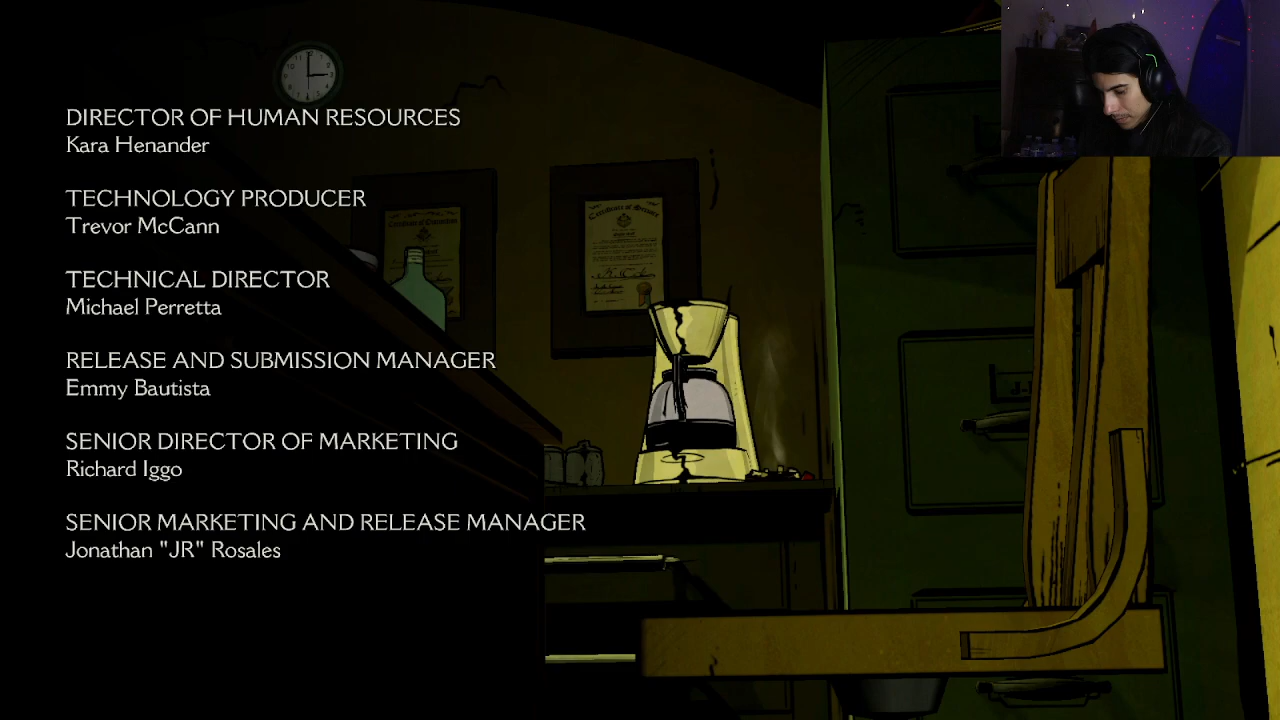 DIRECTOR OF HUMAN RESOURCES
Kara Henander
TECHNOLOGY PRODUCER
Trevor McCann
TECHNICAL DIRECTOR
Michael Perretta
RELEASE AND SUBMISSION MANAGER
Emmy Bautista
SENIOR DIRECTOR OF MARKETING
Richard Iggo
SENIOR MARKETING AND RELEASE MANAGER
Jonathan "JR" Rosales